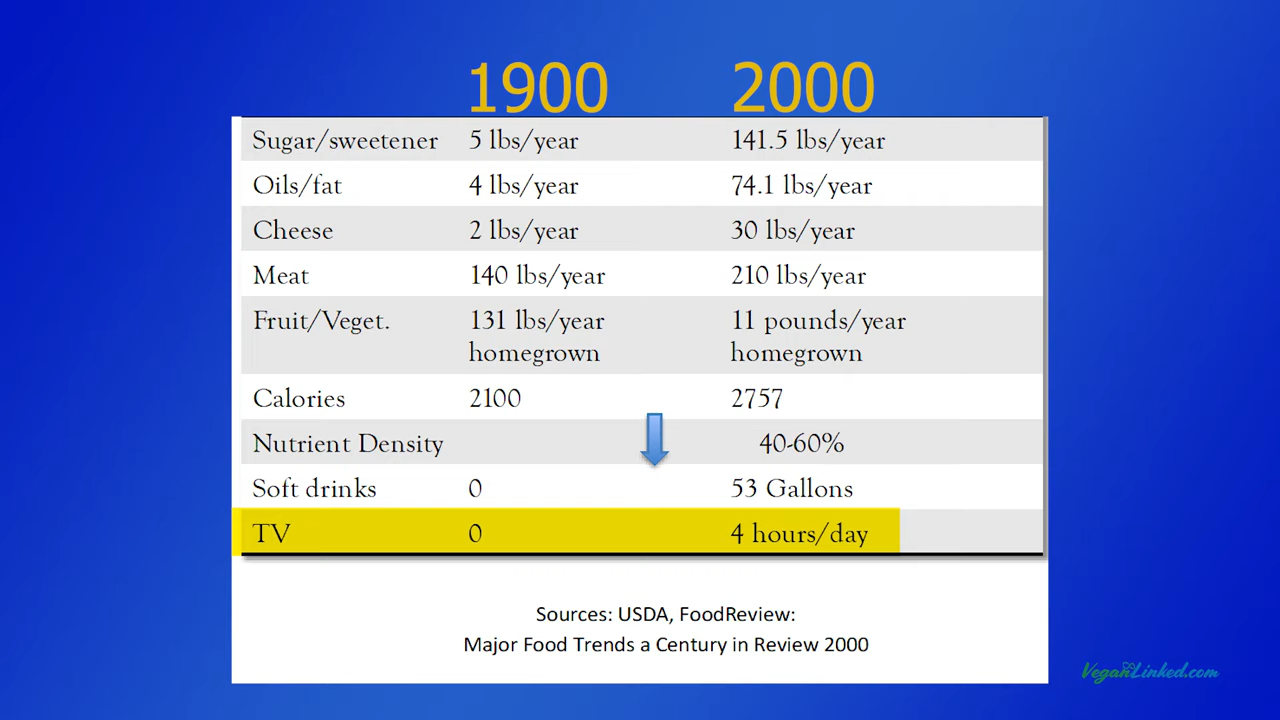 1900 2000
Sugar/sweetener 5 lbs/year 141.5 lbs/year
Oils/fat 4 lbs/year 74.1 lbs/year
Cheese 2 lbs/year 30 lbs/year
Meat 140 lbs/year 210 lbs/year
Fruit/Veget. 131 lbs/year 11 pounds/year
homegrown homegrown
Calories 2100 2757
Nutrient Density 40-60%
Soft drinks 0 53 Gallons
TV 0 4 hours/day
Sources: USDA, FoodReview:
Major Food Trends a Century in Review 2000
VeganLinked.com